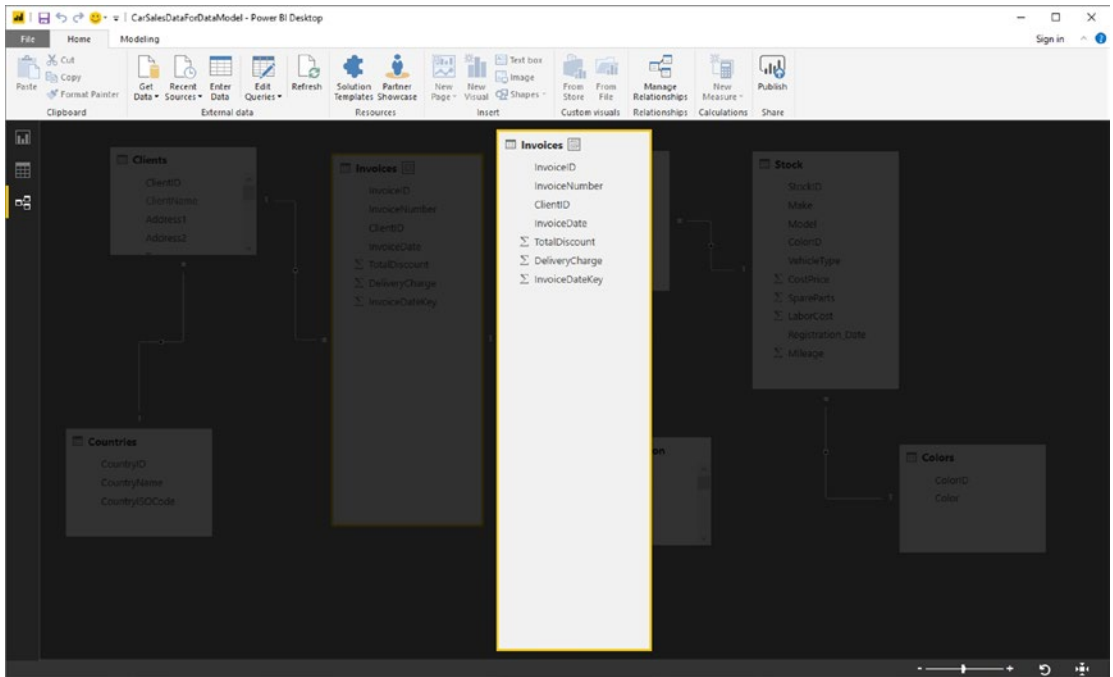 CarSalesDataForDataModel - Power BI Desktop
File Home Modeling Sign in
Paste
Cut
Copy
Format Painter
Clipboard
Get Data
Recent Sources
Enter Data
Edit Queries
Refresh
External data
Solution Templates
Partner Showcase
Resources
New Page
New Visual
Text box
Image
Shapes
Insert
From Store
From File
Custom visuals
Manage Relationships
Relationships
New Measure
Calculations
Publish
Share
Clients
ClientID
ClientName
Address1
Address2
Invoices
InvoiceID
InvoiceNumber
ClientID
InvoiceDate
Σ TotalDiscount
Σ DeliveryCharge
Σ InvoiceDateKey
Invoices
InvoiceID
InvoiceNumber
ClientID
InvoiceDate
Σ TotalDiscount
Σ DeliveryCharge
Σ InvoiceDateKey
Stock
StockID
Make
Model
ColorID
VehicleType
Σ CostPrice
Σ SpareParts
Σ LaborCost
Registration_Date
Σ Mileage
Countries
CountryID
CountryName
CountryISOCode
on
Colors
ColorID
Color